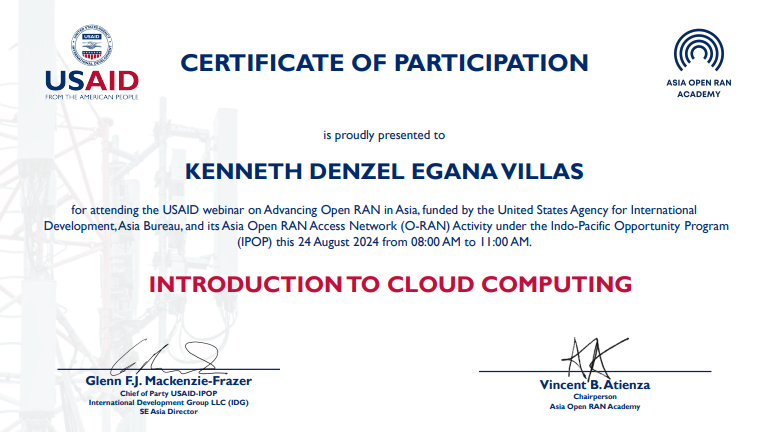 USAID
FROM THE AMERICAN PEOPLE
CERTIFICATE OF PARTICIPATION
ASIA OPEN RAN
ACADEMY
is proudly presented to
KENNETH DENZEL EGANA VILLAS
for attending the USAID webinar on Advancing Open RAN in Asia, funded by the United States Agency for International
Development, Asia Bureau, and its Asia Open RAN Access Network (O-RAN) Activity under the Indo-Pacific Opportunity Program
(IPOP) this 24 August 2024 from 08:00 AM to 11:00 AM.
INTRODUCTION TO CLOUD COMPUTING
Glenn F.J. Mackenzie-Frazer
Chief of Party USAID-IPOP
International Development Group LLC (IDG)
SE Asia Director
Vincent B. Atienza
Chairperson
Asia Open RAN Academy